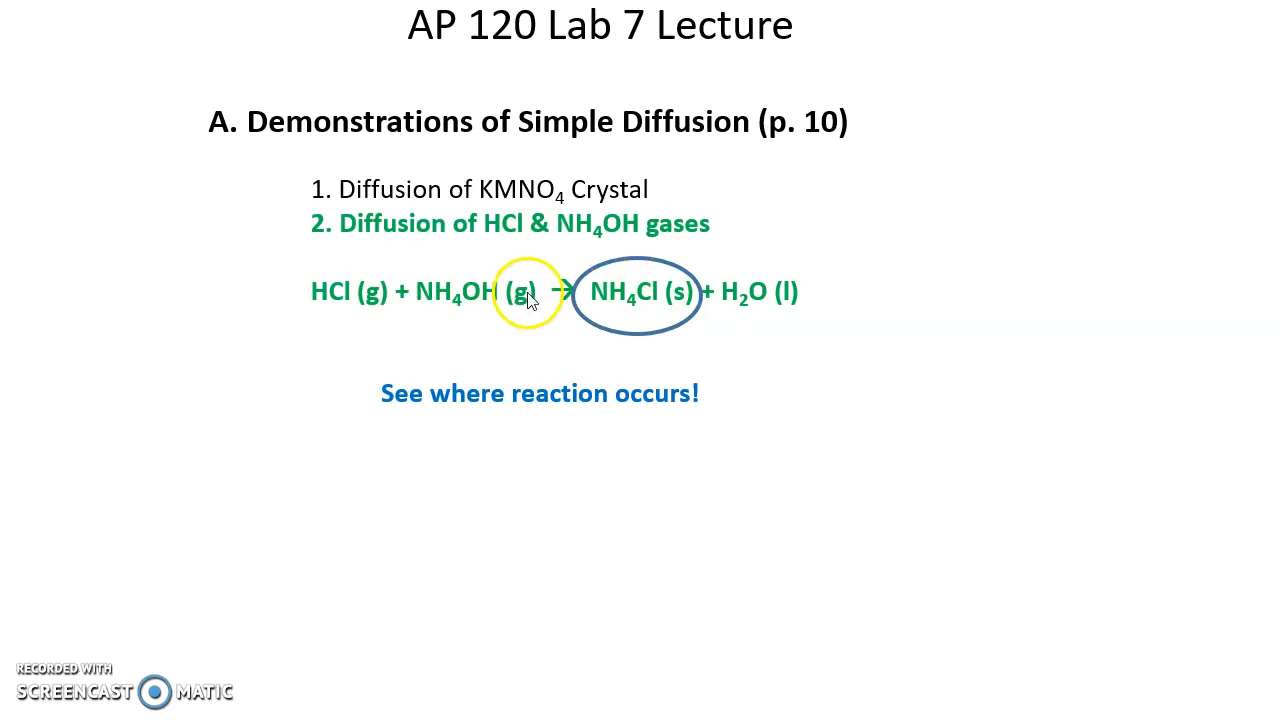 AP 120 Lab 7 Lecture
A. Demonstrations of Simple Diffusion (p. 10)
1. Diffusion of KMNO₄ Crystal
2. Diffusion of HCl & NH₄OH gases
HCl (g) + NH₄OH (g) → NH₄Cl (s) + H₂O (l)
See where reaction occurs!
RECORDED WITH
SCREENCAST MATIC